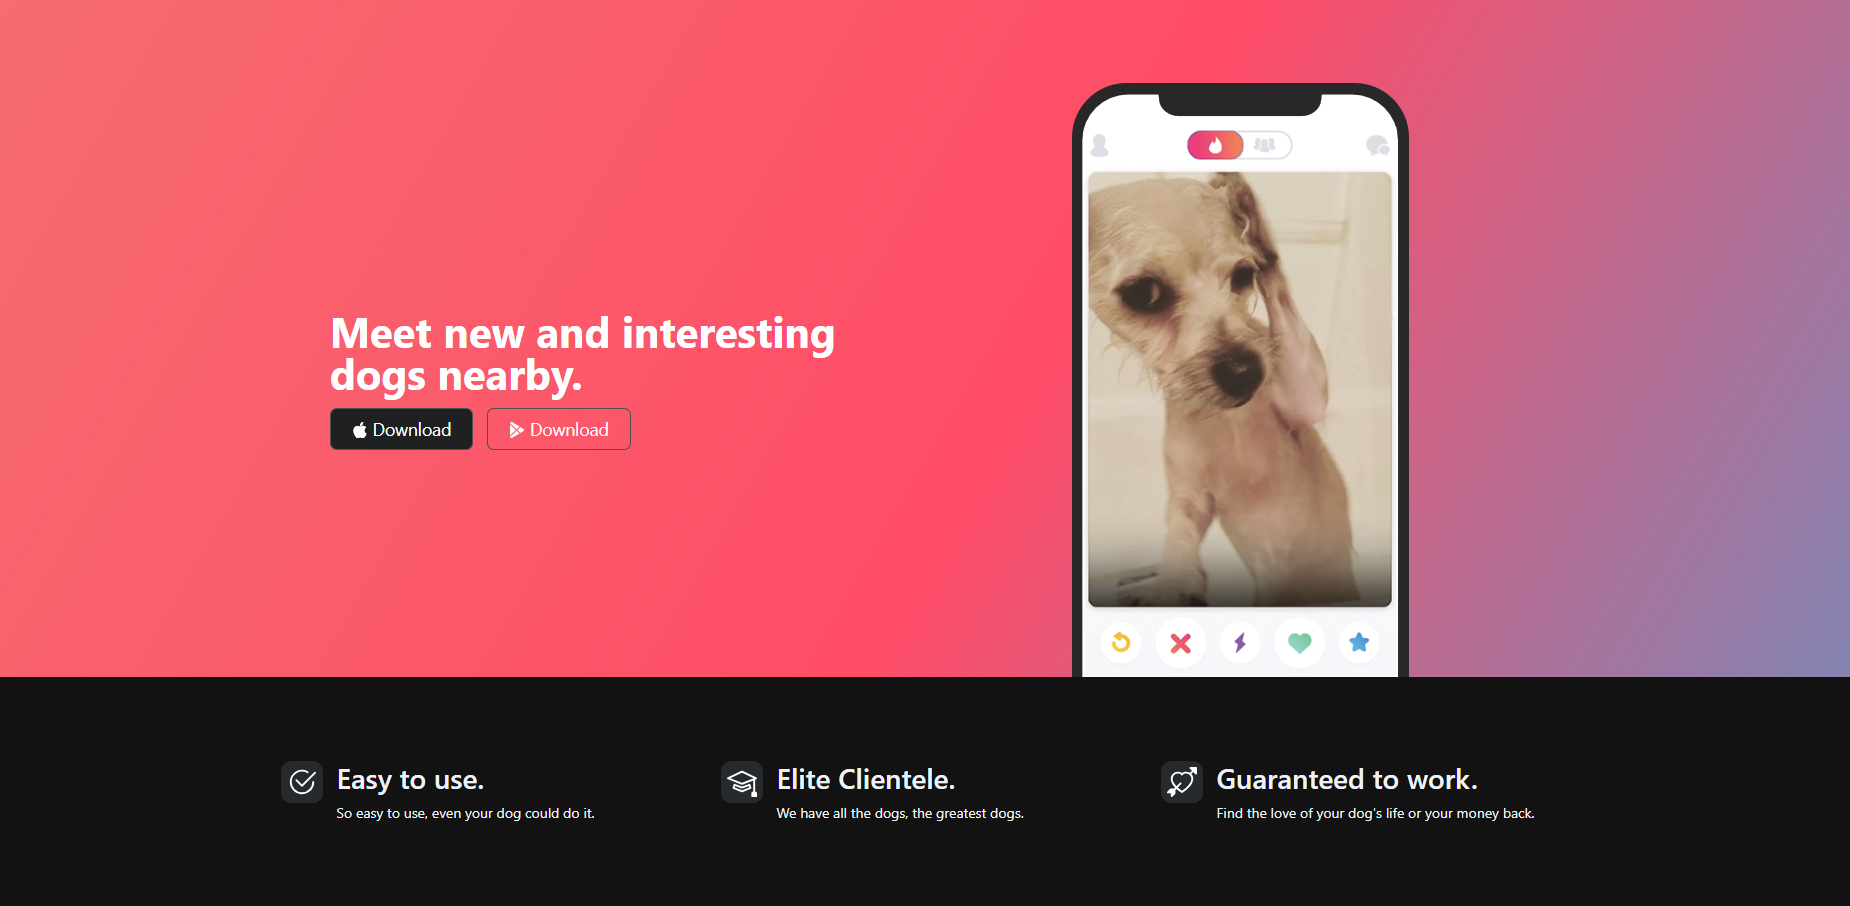 Meet new and interesting
dogs nearby.
Download
Download
Easy to use.
So easy to use, even your dog could do it.
Elite Clientele.
We have all the dogs, the greatest dogs.
Guaranteed to work.
Find the love of your dog's life or your money back.